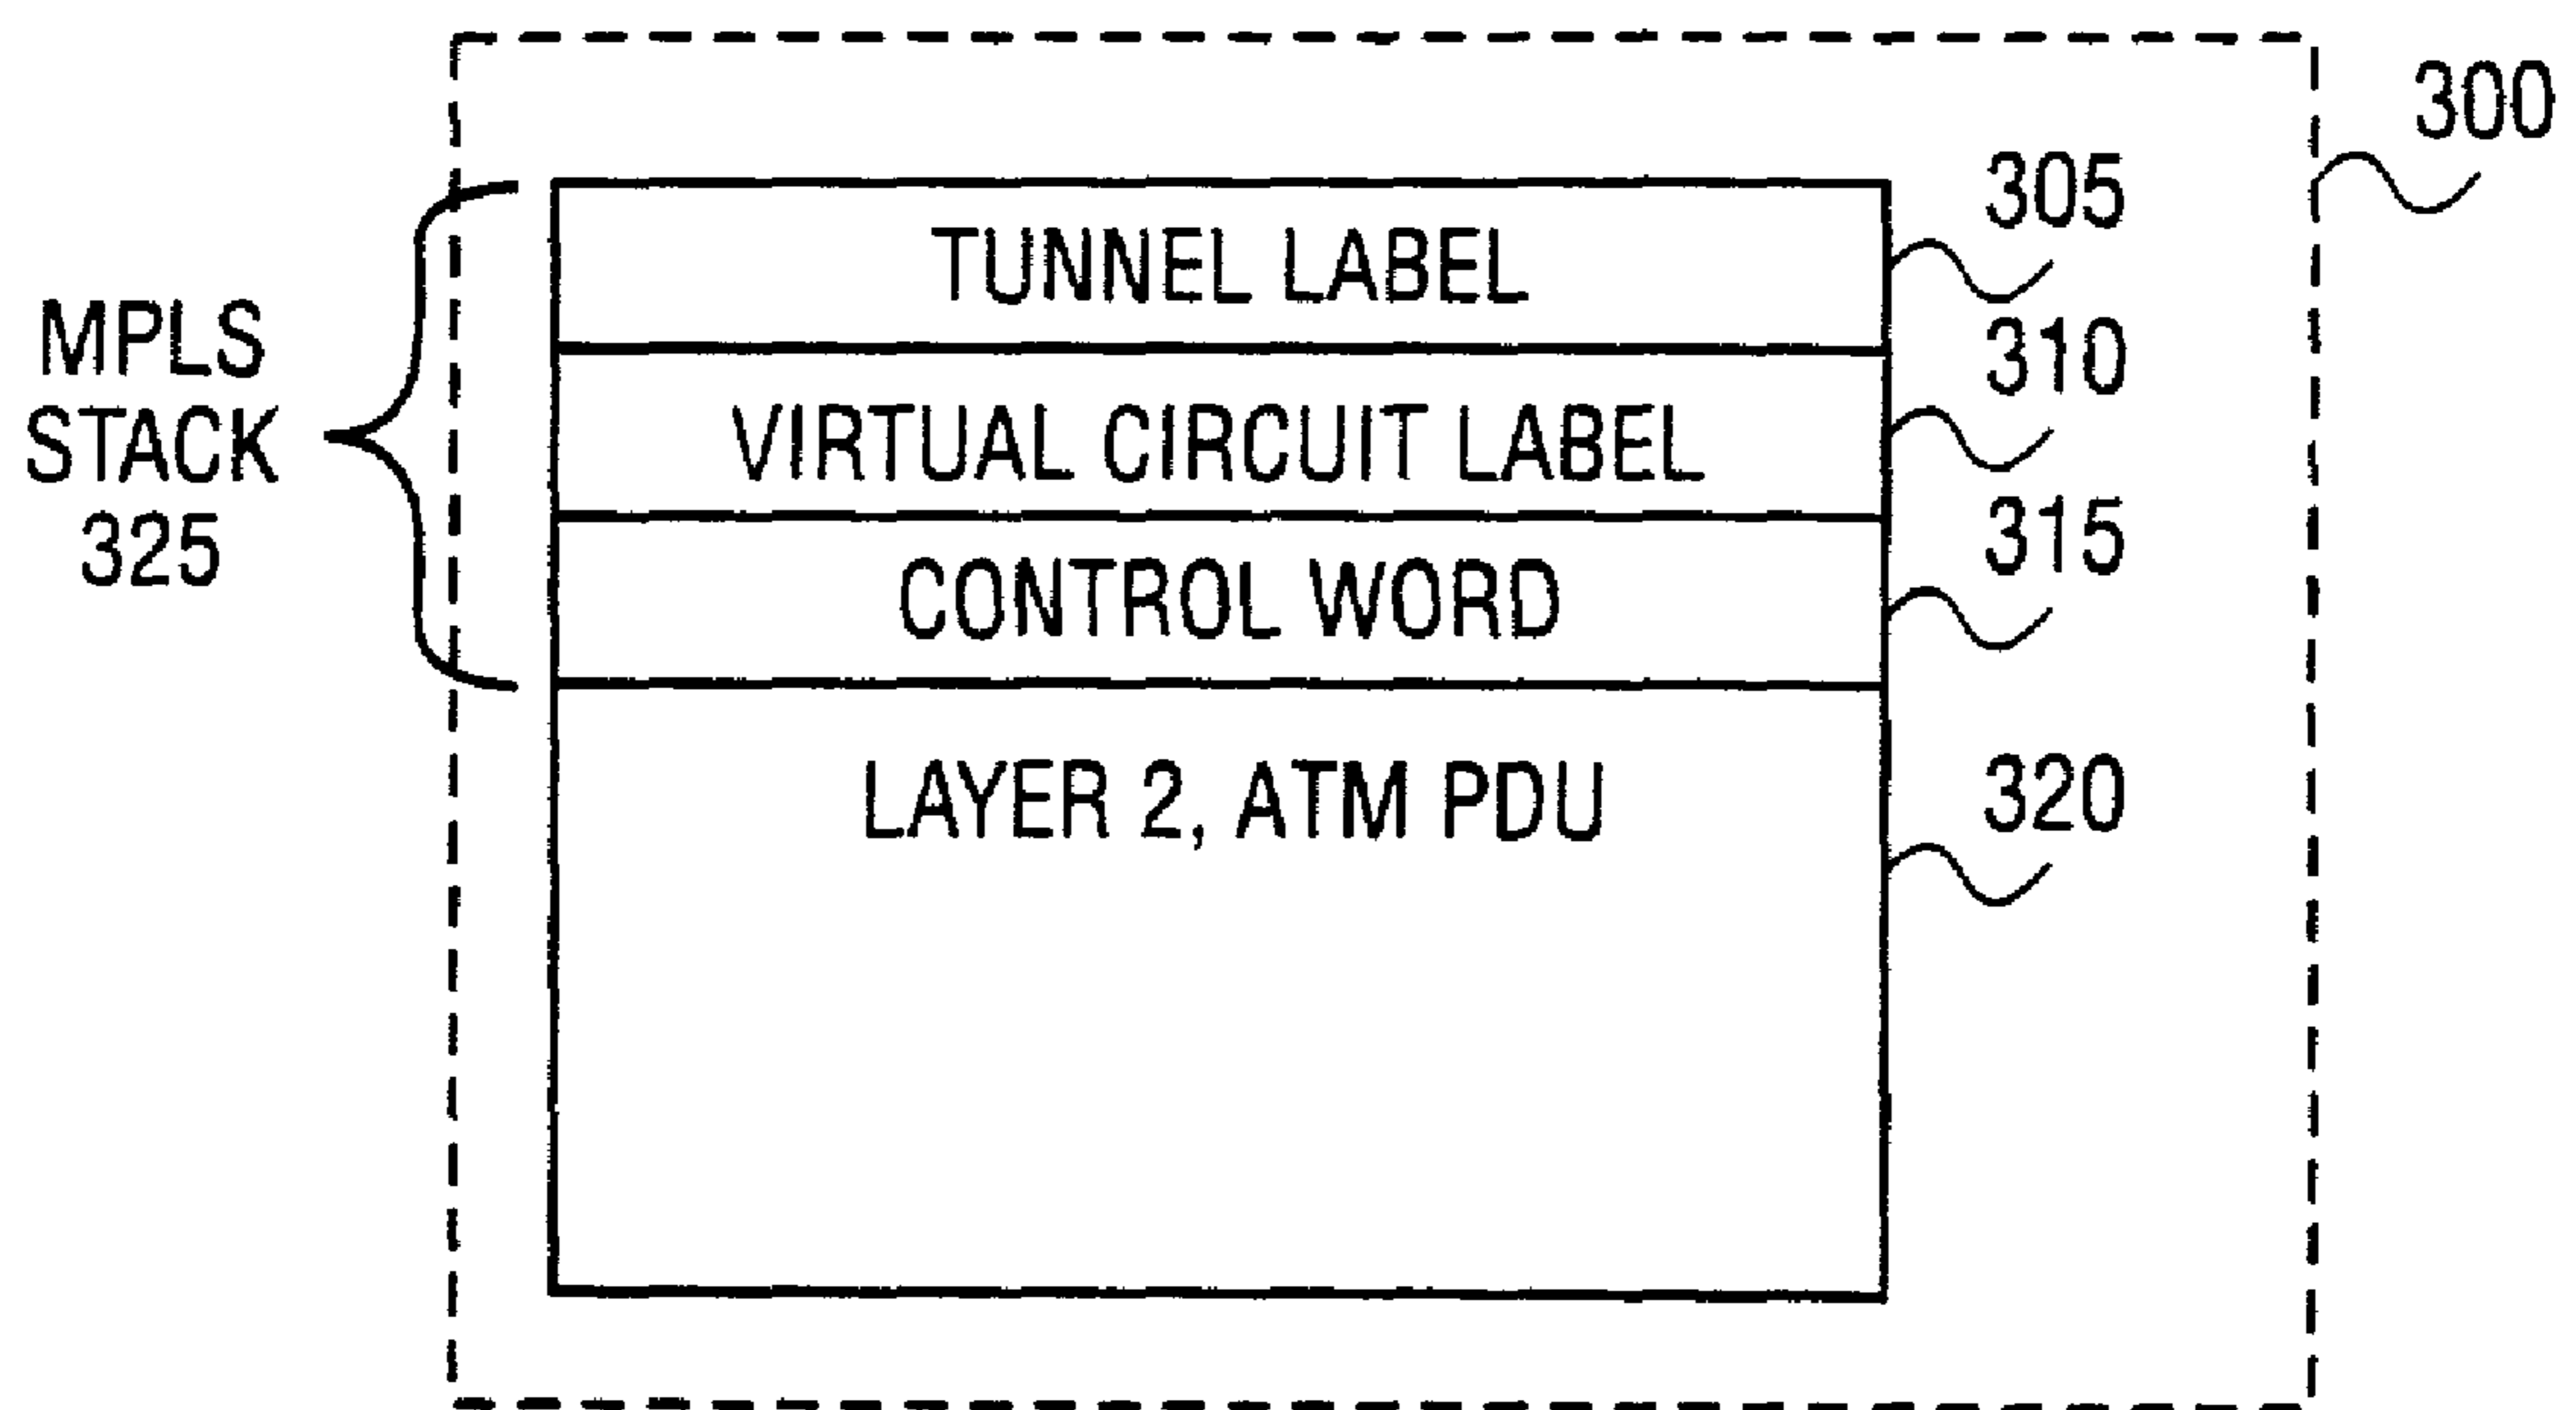 300
305
TUNNEL LABEL
310
MPLS
STACK
325
VIRTUAL CIRCUIT LABEL
315
CONTROL WORD
320
LAYER 2, ATM PDU